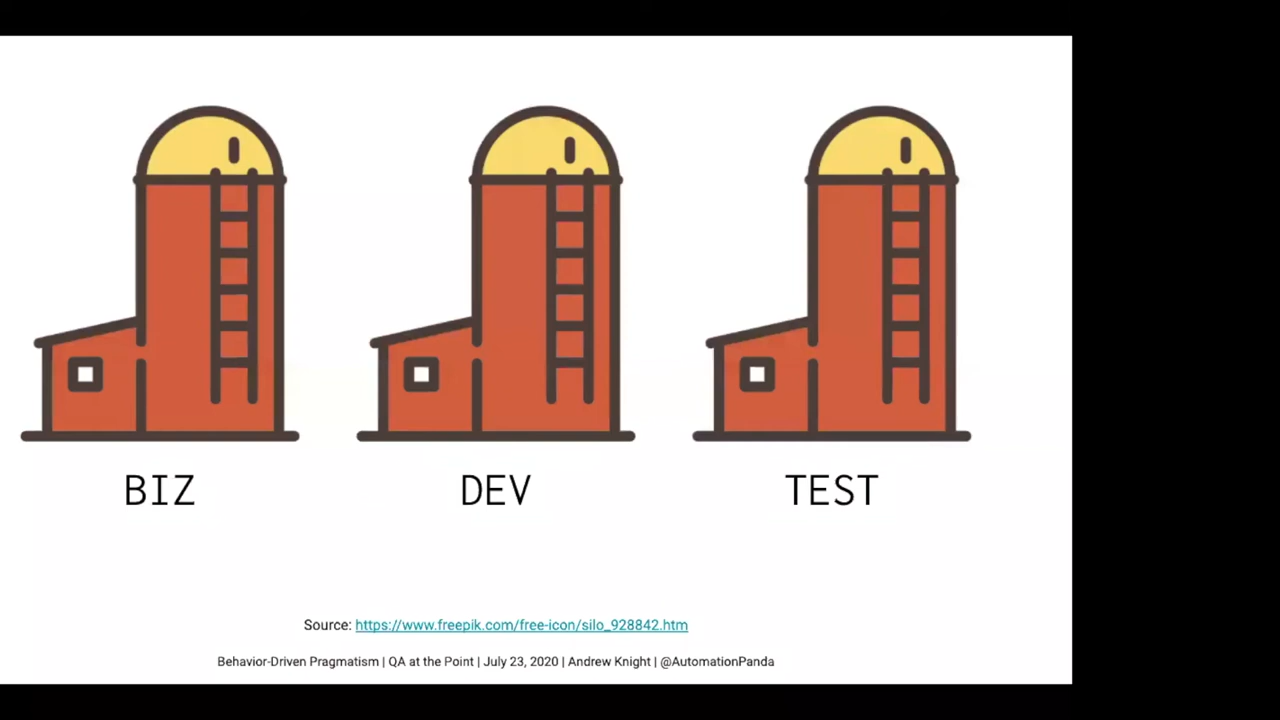 BIZ DEV TEST
Source: https://www.freepik.com/free-icon/silo_928842.htm
Behavior-Driven Pragmatism | QA at the Point | July 23, 2020 | Andrew Knight | @AutomationPanda